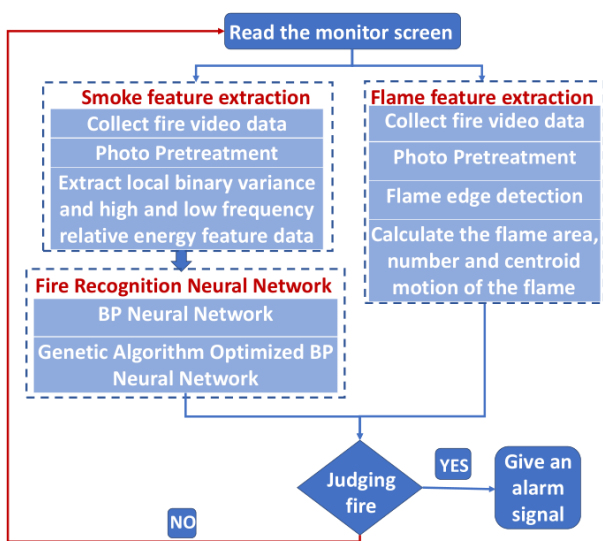 Read the monitor screen
Smoke feature extraction
Collect fire video data
Photo Pretreatment
Extract local binary variance
and high and low frequency
relative energy feature data
Fire Recognition Neural Network
BP Neural Network
Genetic Algorithm Optimized BP
Neural Network
Flame feature extraction
Collect fire video data
Photo Pretreatment
Flame edge detection
Calculate the flame area,
number and centroid
motion of the flame
Judging
fire
YES
Give an
alarm
signal
NO